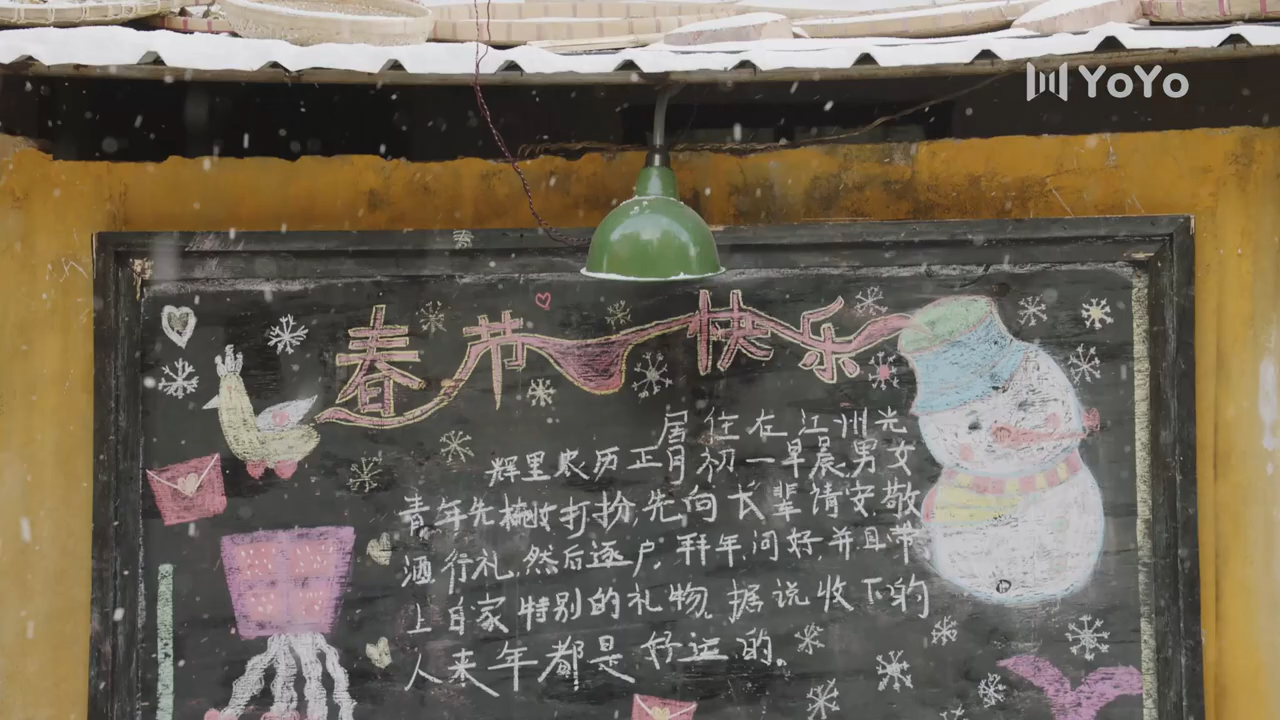 YoYo
春节快乐
居住在江州光
辉里农历正月初一早晨男女
青年先梳妆打扮,先向长辈请安,敬
酒行礼,然后逐户,拜年,问好,并且带
上自家特别的礼物,据说收下的
人来年都是好运的。